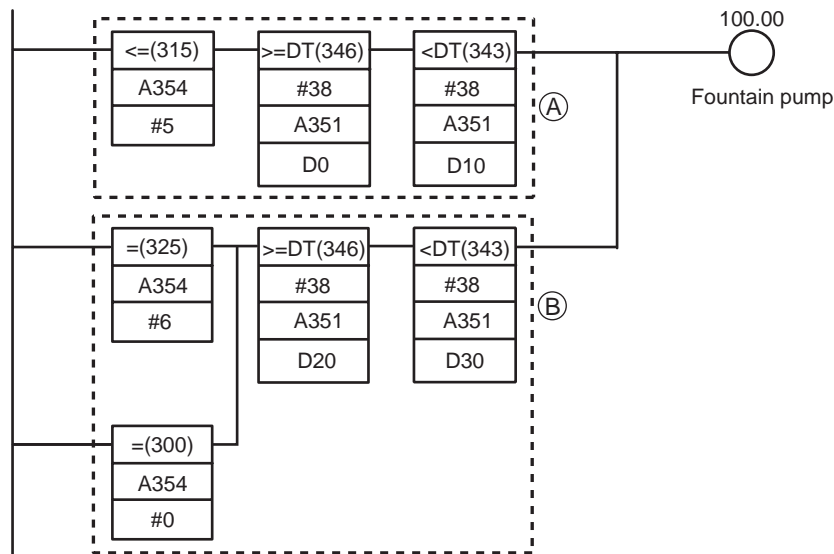 100.00
Fountain pump
<=(315)
A354
#5
>=DT(346)
#38
A351
D0
<DT(343)
#38
A351
D10
A
=(325)
A354
#6
>=DT(346)
#38
A351
D20
<DT(343)
#38
A351
D30
B
=(300)
A354
#0